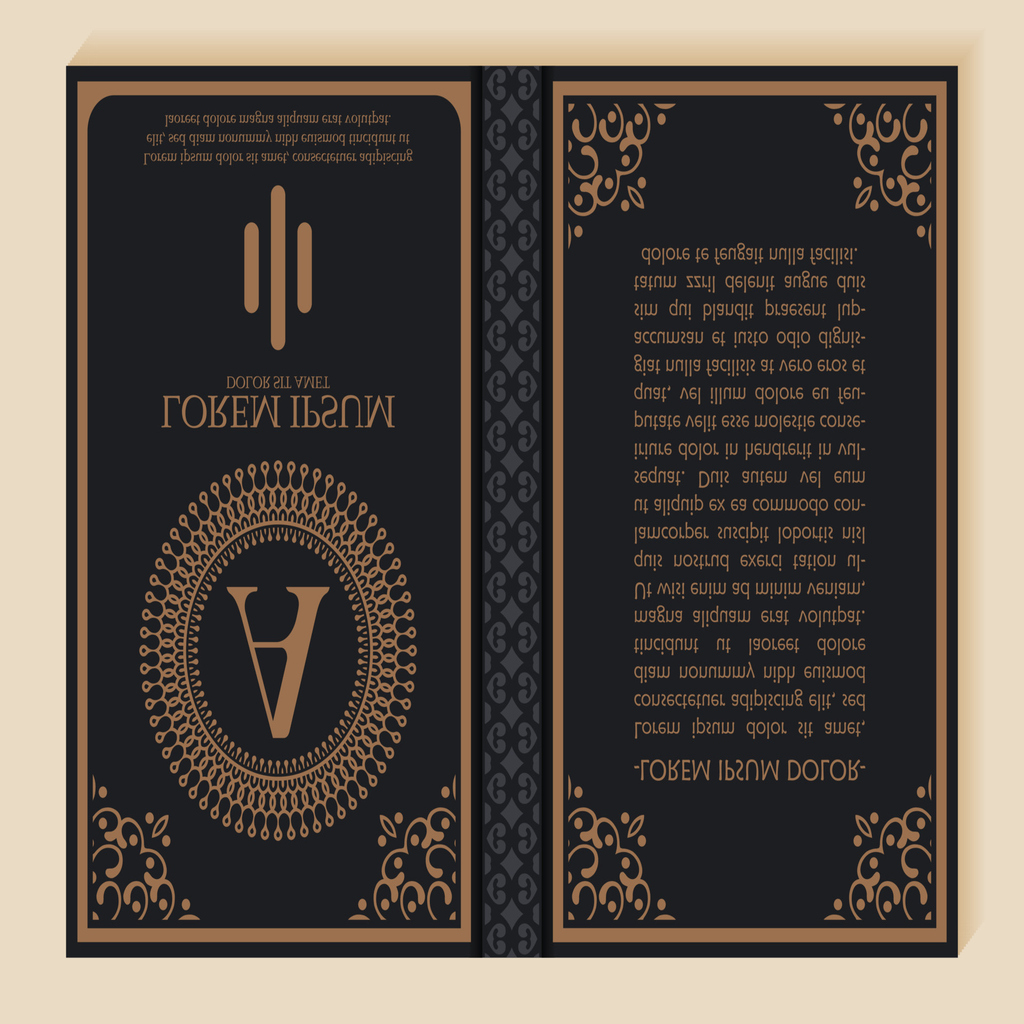 A
LOREM IPSUM
DOLOR SIT AMET
Lorem ipsum dolor sit amet, consectetuer adipiscing
elit, sed diam nonummy nibh euismod tincidunt ut
laoreet dolore magna aliquam erat volutpat.
-LOREM IPSUM DOLOR-
Lorem ipsum dolor sit amet,
consectetuer adipiscing elit, sed
diam nonummy nibh euismod
tincidunt ut laoreet dolore
magna aliquam erat volutpat.
Ut wisi enim ad minim veniam,
quis nostrud exerci tation ul-
lamcorper suscipit lobortis nisl
ut aliquip ex ea commodo con-
sequat. Duis autem vel eum
iriure dolor in hendrerit in vul-
putate velit esse molestie conse-
quat, vel illum dolore eu feu-
giat nulla facilisis at vero eros et
accumsan et iusto odio dignis-
sim qui blandit praesent lup-
tatum zzril delenit augue duis
dolore te feugait nulla facilisi.